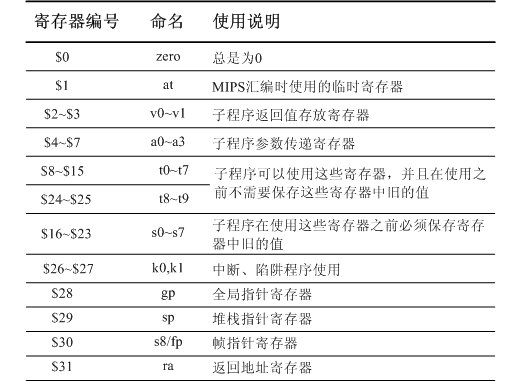 寄存器编号 命名 使用说明
$0 zero 总是为0
$1 at MIPS汇编时使用的临时寄存器
$2~$3 v0~v1 子程序返回值存放寄存器
$4~$7 a0~a3 子程序参数传递寄存器
$8~$15 t0~t7 子程序可以使用这些寄存器，并且在使用之
$24~$25 t8~t9 前不需要保存这些寄存器中旧的值
$16~$23 s0~s7 子程序在使用这些寄存器之前必须保存寄存
器中旧的值
$26~$27 k0,k1 中断、陷阱程序使用
$28 gp 全局指针寄存器
$29 sp 堆栈指针寄存器
$30 s8/fp 帧指针寄存器
$31 ra 返回地址寄存器